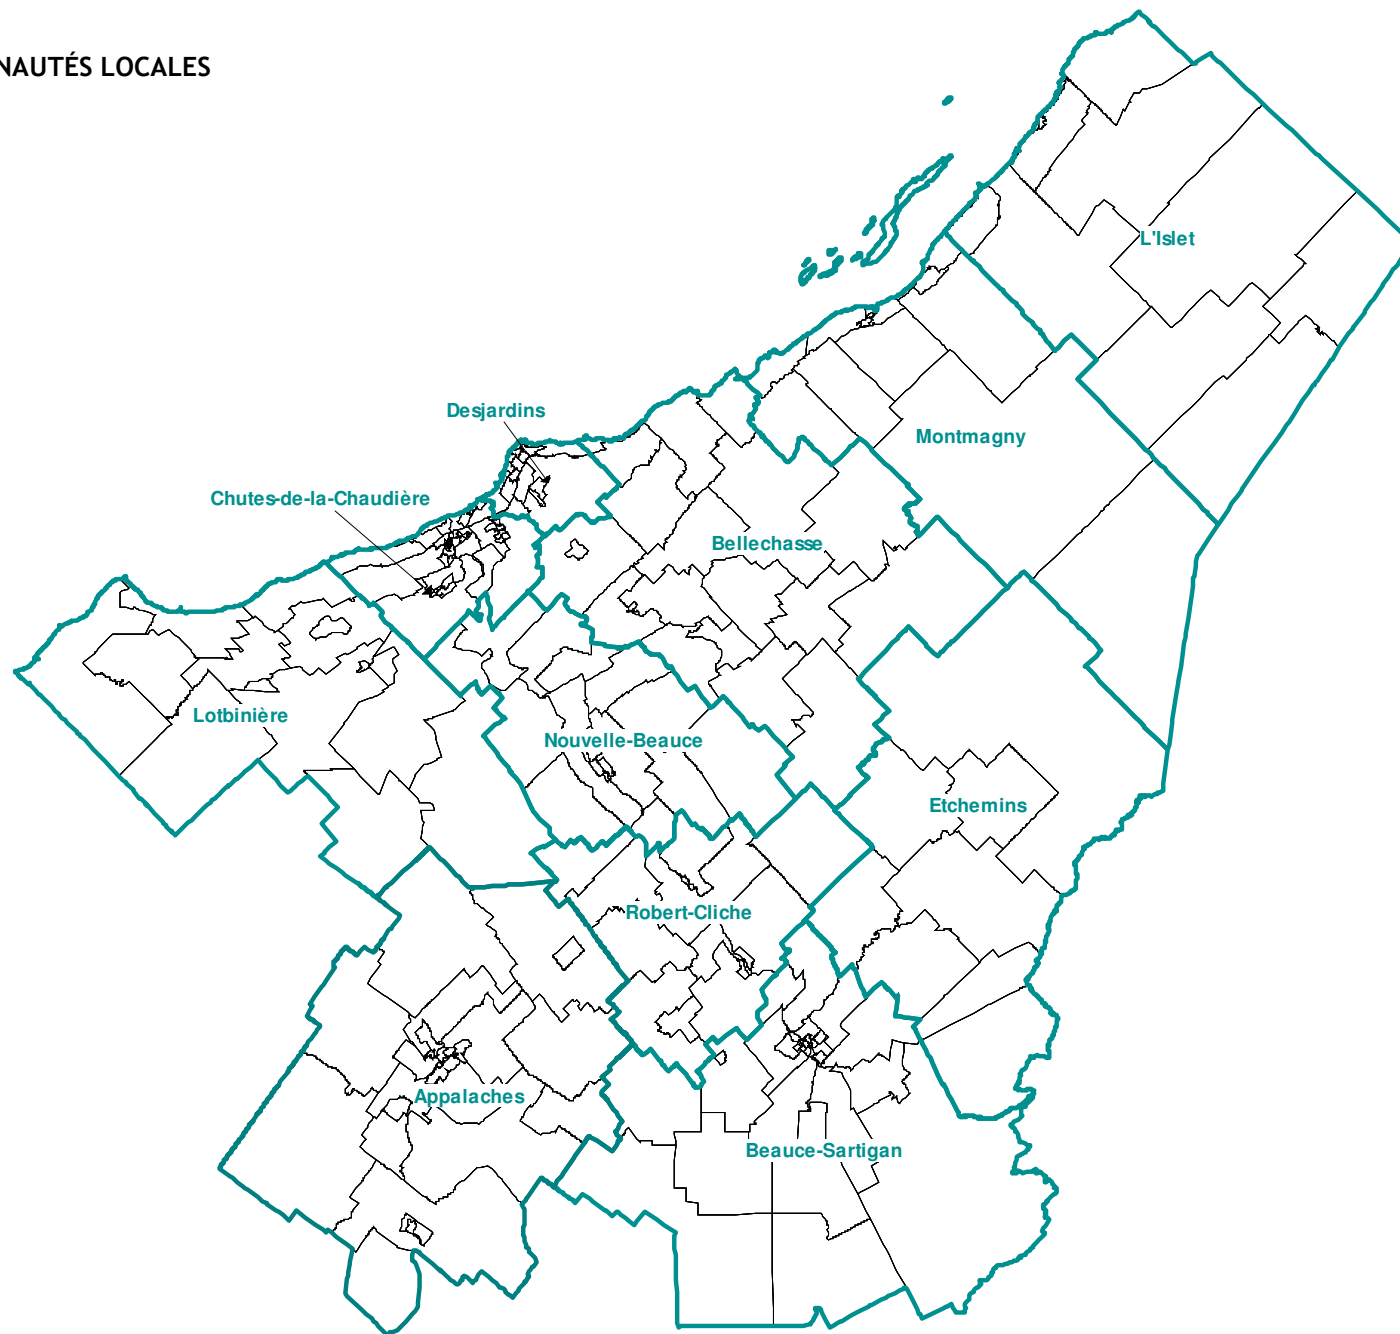 NAUTÉS LOCALES
L'Islet
Desjardins
Montmagny
Chutes-de-la-Chaudière
Bellechasse
Lotbinière
Nouvelle-Beauce
Etchemins
Robert-Cliche
Appalaches
Beauce-Sartigan